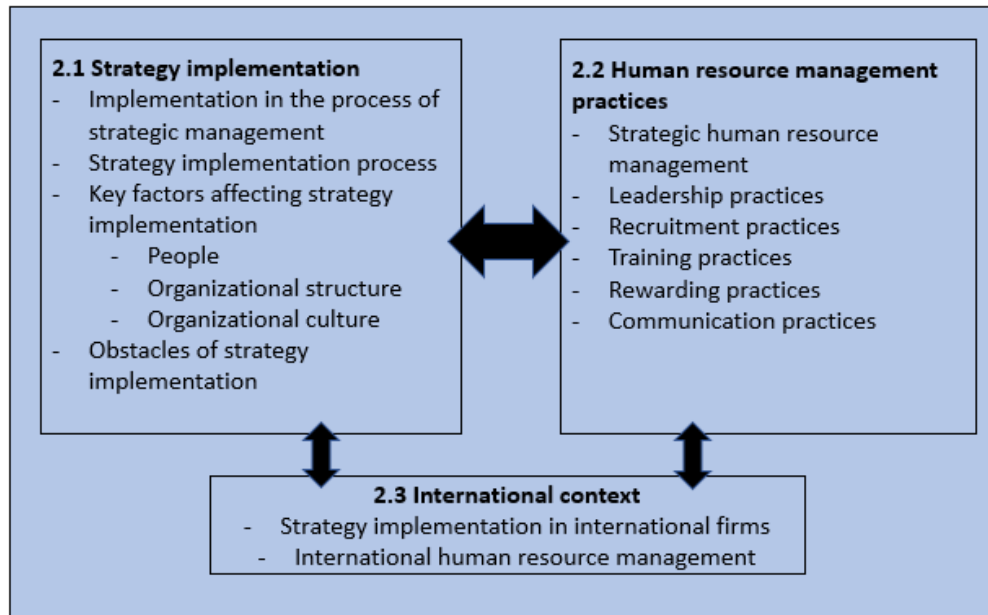 2.1 Strategy implementation
- Implementation in the process of
strategic management
- Strategy implementation process
- Key factors affecting strategy
implementation
- People
- Organizational structure
- Organizational culture
- Obstacles of strategy
implementation
2.2 Human resource management
practices
- Strategic human resource
management
- Leadership practices
- Recruitment practices
- Training practices
- Rewarding practices
- Communication practices
2.3 International context
- Strategy implementation in international firms
- International human resource management